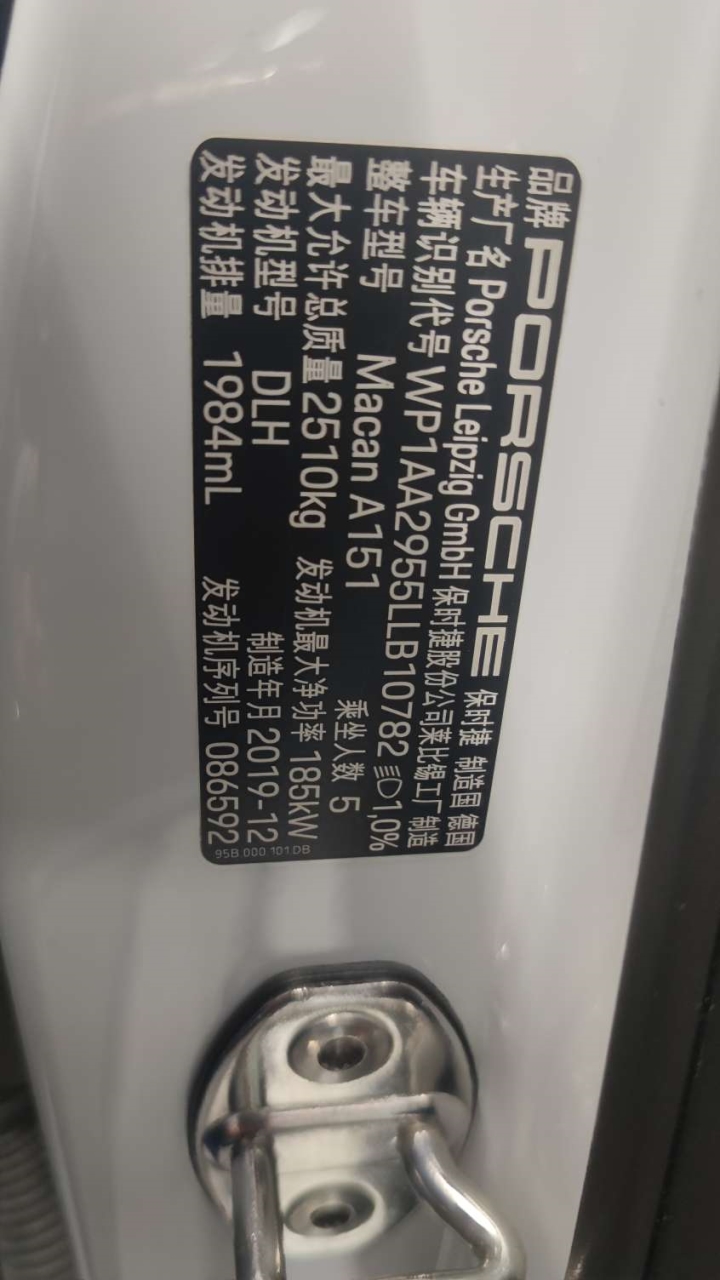 品牌 PORSCHE 保时捷 制造国 德国
生产厂名 Porsche Leipzig GmbH 保时捷股份公司莱比锡工厂 制造
车辆识别代号 WP1AA2955LLB10782 1,0%
整车型号 Macan A151 乘坐人数 5
最大允许总质量 2510kg 发动机最大净功率 185kW
发动机型号 DLH 制造年月 2019-12
发动机排量 1984mL 发动机序列号 086592
95B 000 101 DB